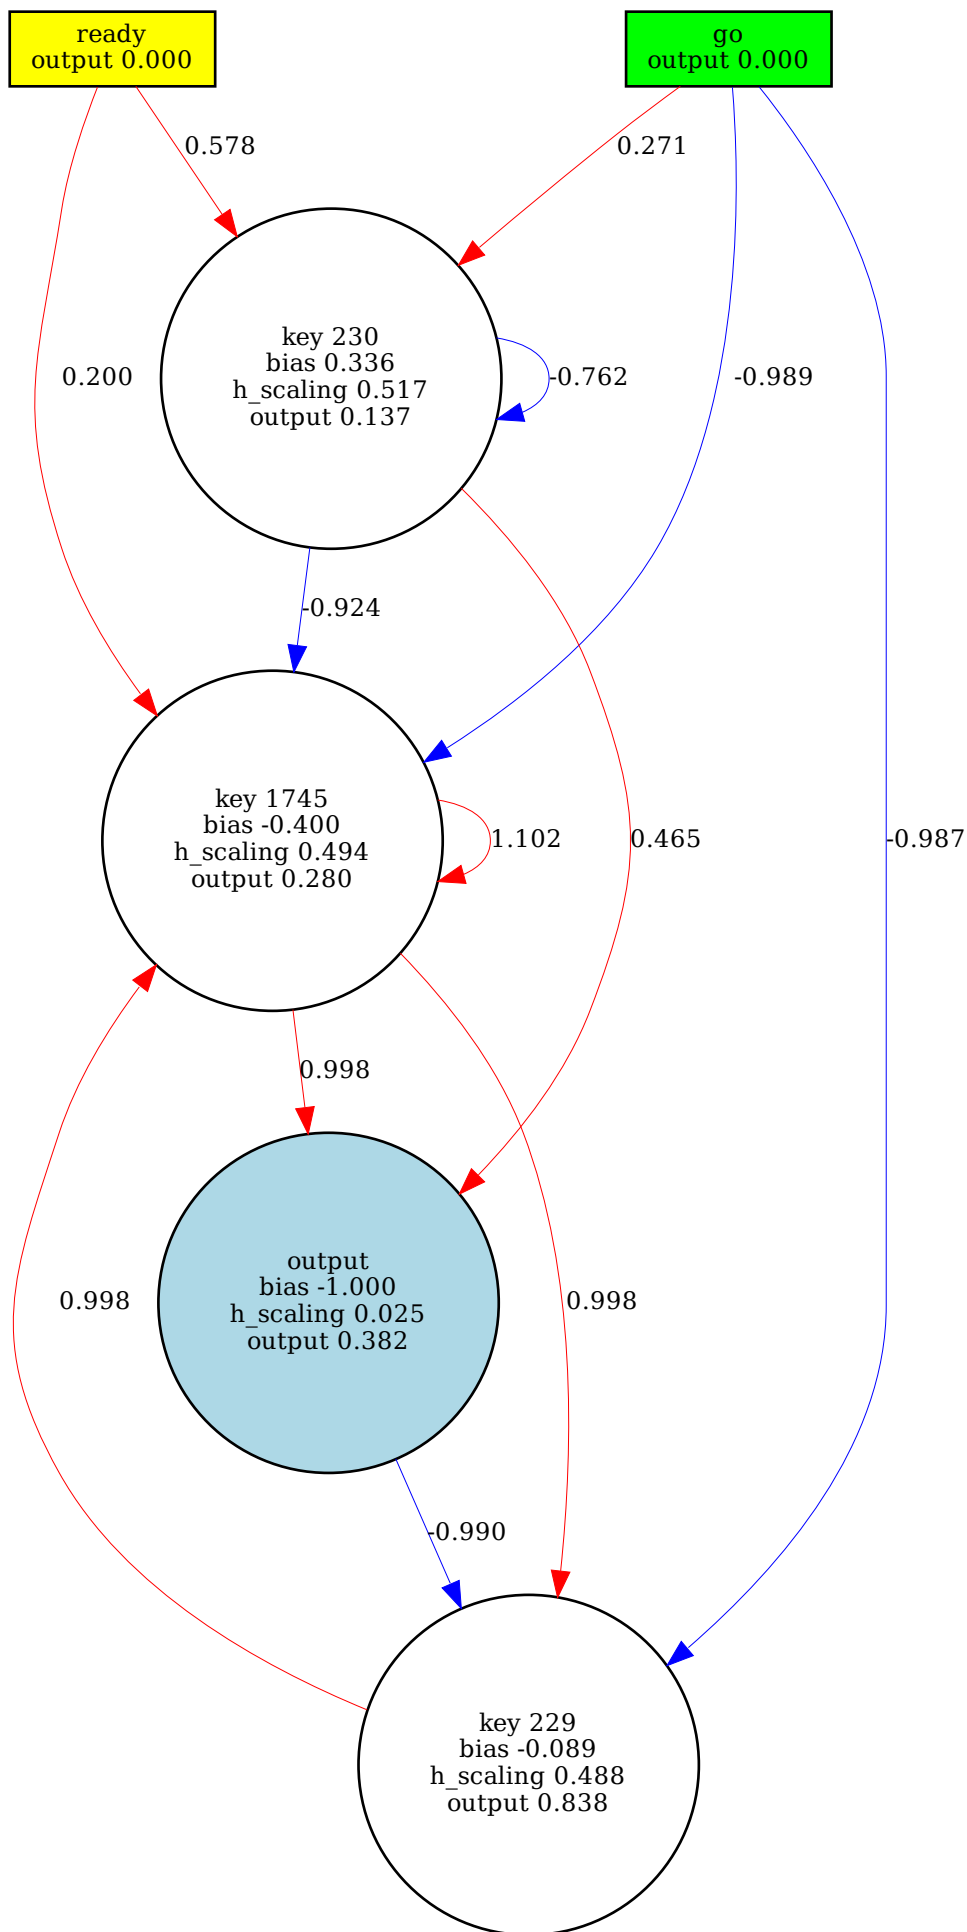 ready
output 0.000
go
output 0.000
0.578
0.271
key 230
bias 0.336
h_scaling 0.517
output 0.137
0.200
-0.762
-0.989
-0.924
key 1745
bias -0.400
h_scaling 0.494
output 0.280
1.102
0.465
-0.987
0.998
output
bias -1.000
h_scaling 0.025
output 0.382
0.998
0.998
-0.990
key 229
bias -0.089
h_scaling 0.488
output 0.838